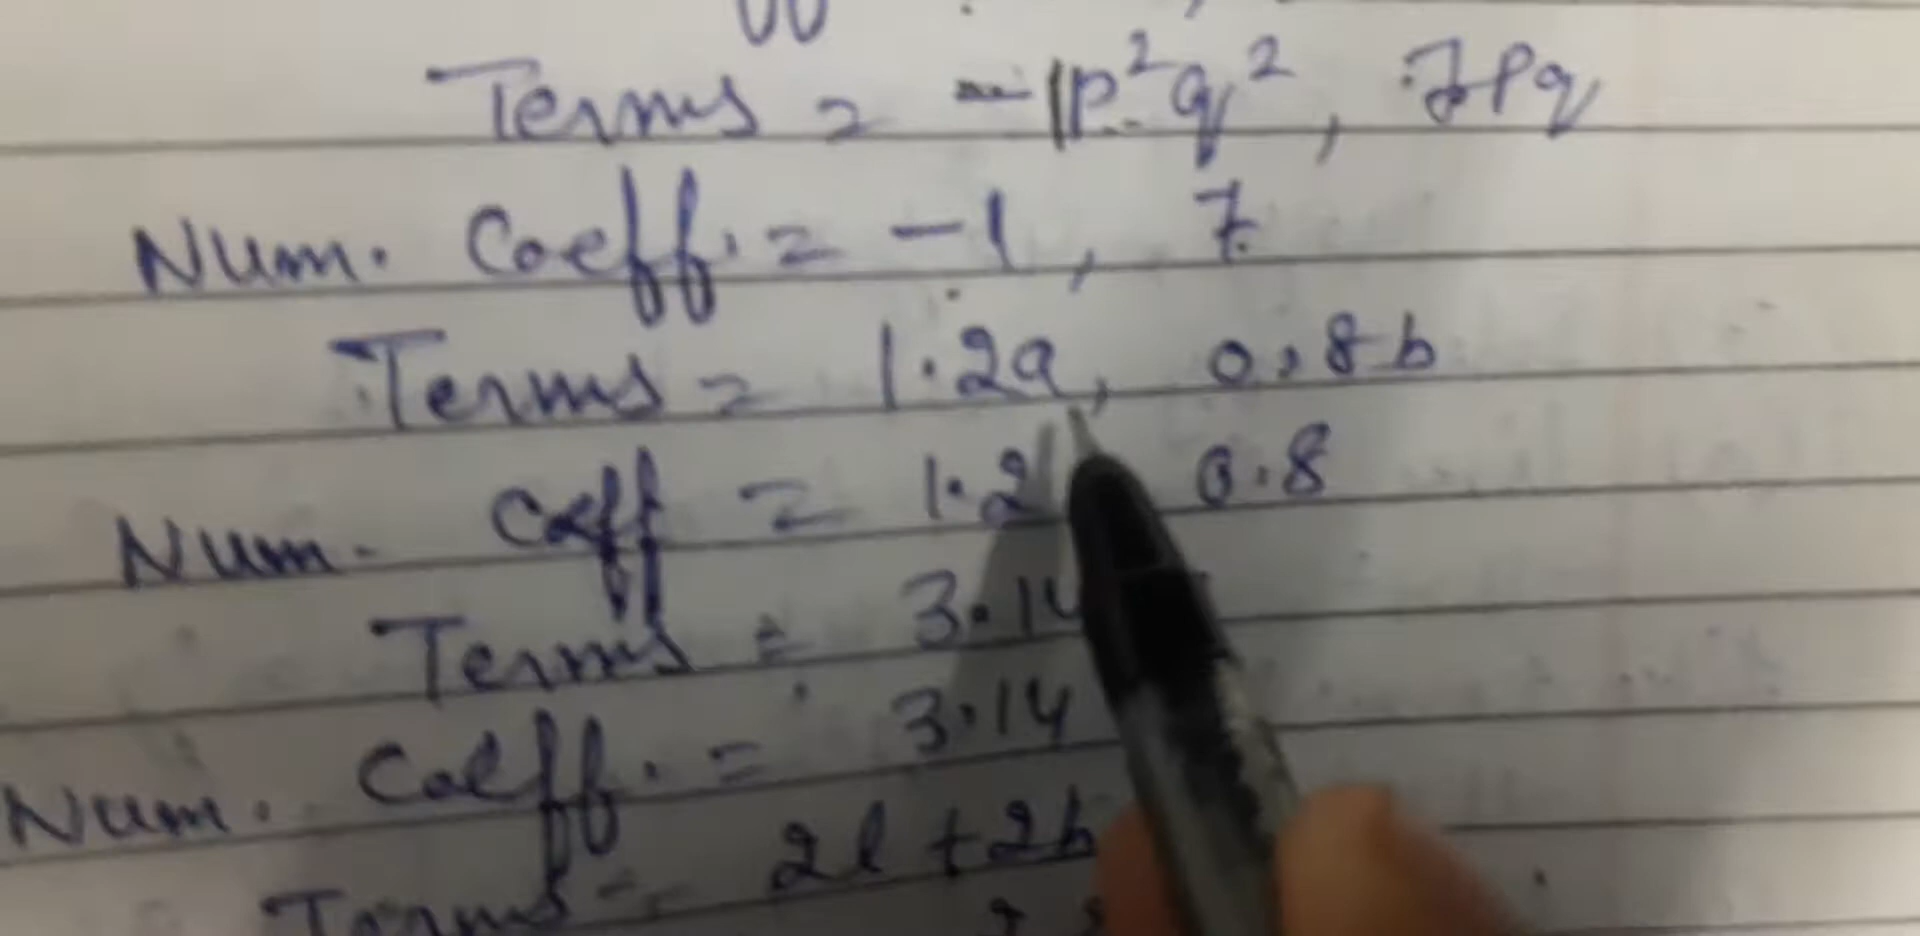 Terms = -1p²q², 7pq
Num. Coeff. = -1, 7
Terms = 1.2a, 0.8b
Num. Coeff = 1.2 0.8
Terms = 3.14
Num. Coeff. = 3.14
Terms = 2l + 2b